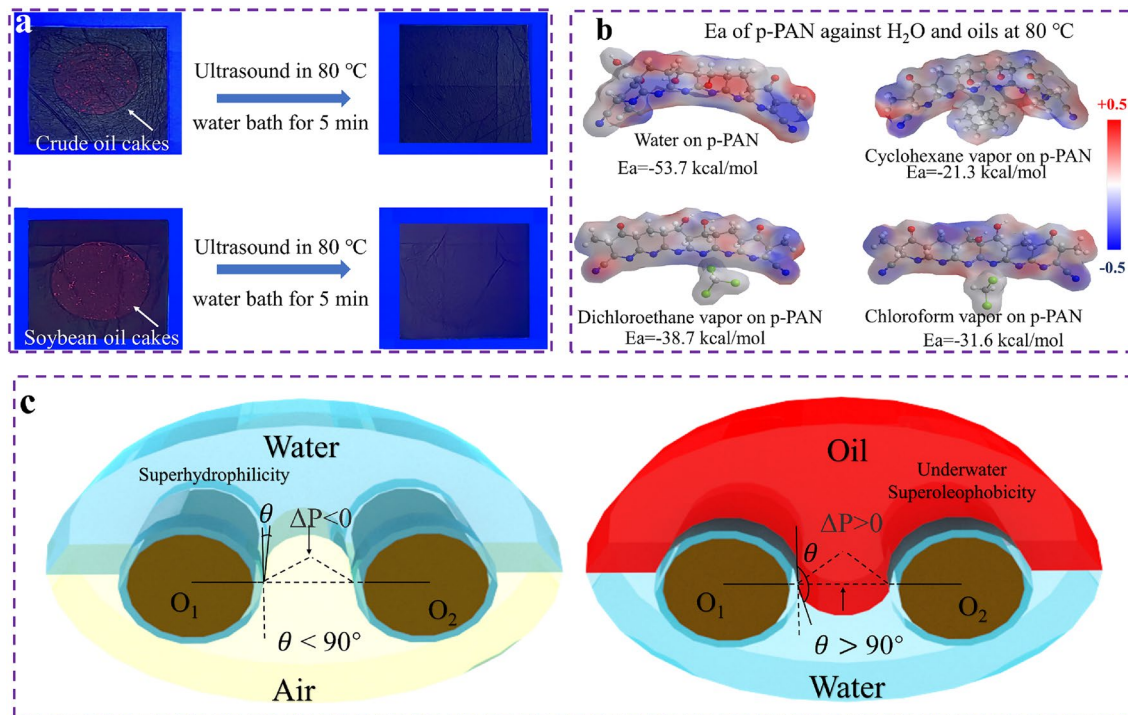 a
Ultrasound in 80 °C
water bath for 5 min
Crude oil cakes
Ultrasound in 80 °C
water bath for 5 min
Soybean oil cakes
b
Ea of p-PAN against H₂O and oils at 80 °C
+0.5
-0.5
Water on p-PAN
Ea=-53.7 kcal/mol
Cyclohexane vapor on p-PAN
Ea=-21.3 kcal/mol
Dichloroethane vapor on p-PAN
Ea=-38.7 kcal/mol
Chloroform vapor on p-PAN
Ea=-31.6 kcal/mol
c
Water
Superhydrophilicity
θ
ΔP<0
O₁
O₂
θ < 90°
Air
Oil
Underwater
Superoleophobicity
ΔP>0
θ
O₁
O₂
θ > 90°
Water